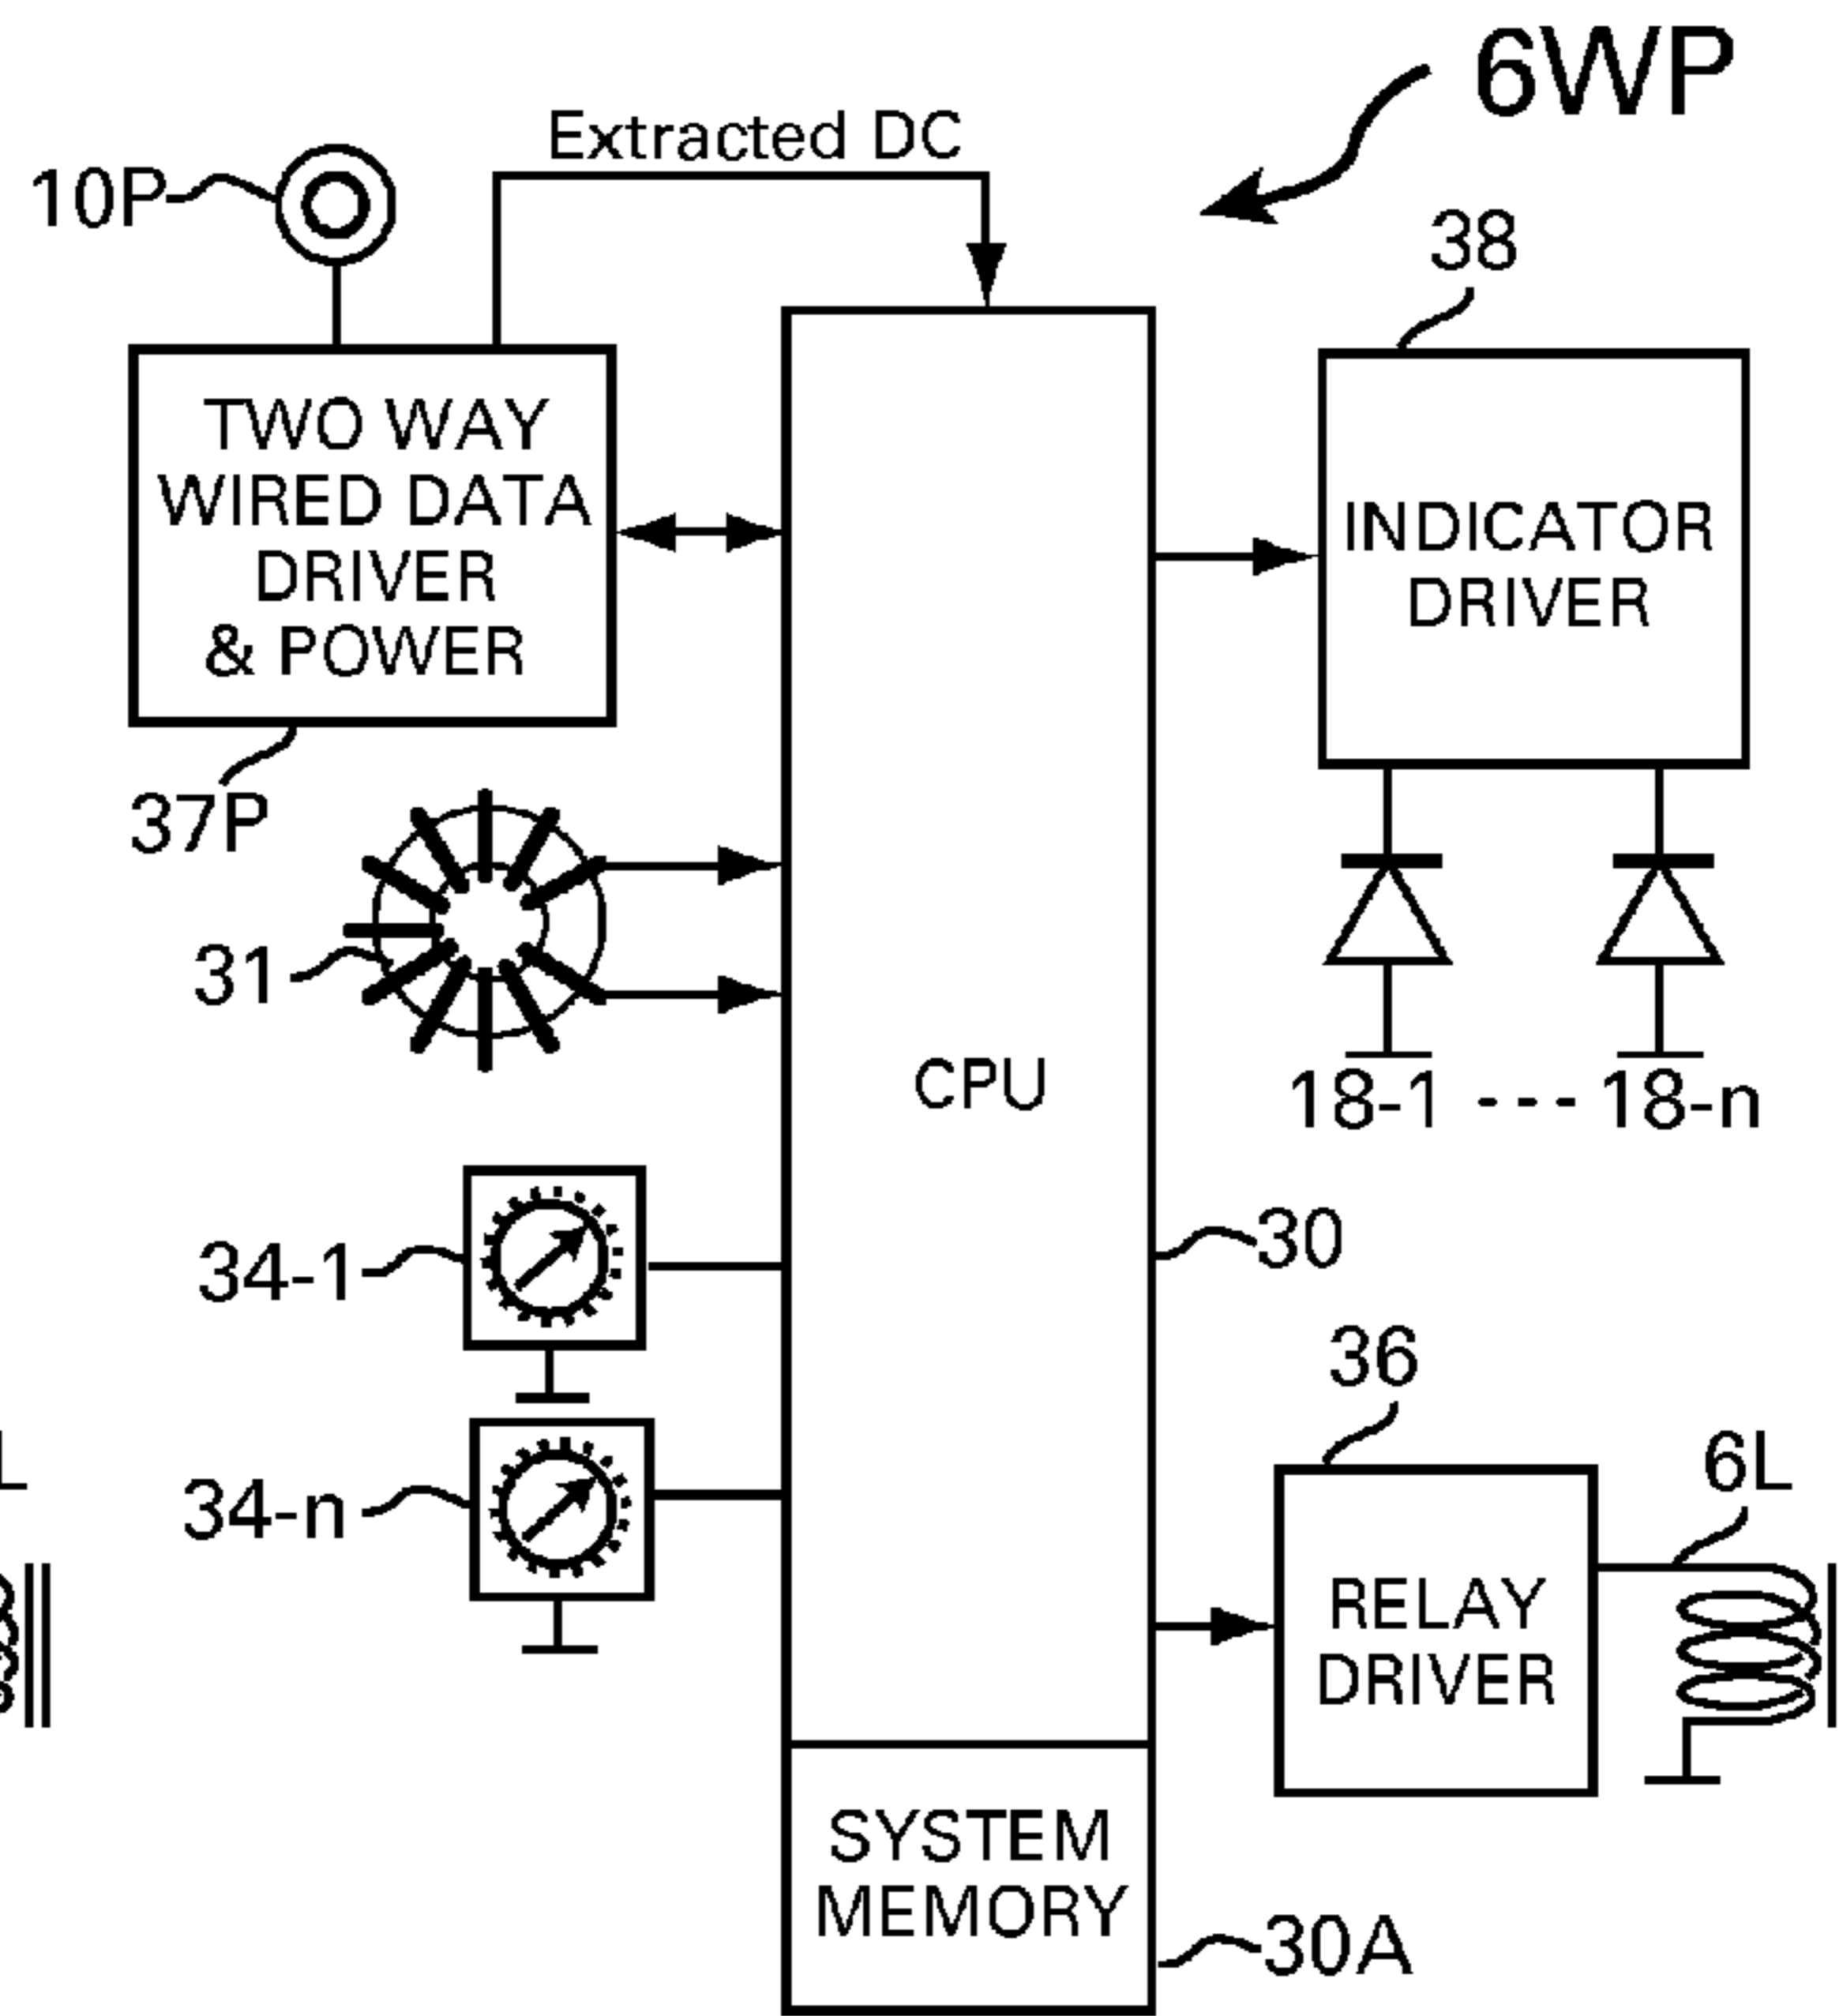 6WP
Extracted DC
10P
38
TWO WAY
WIRED DATA
DRIVER
& POWER
INDICATOR
DRIVER
37P
31
CPU
18-1 --- 18-n
34-1
30
36
34-n
L
6L
RELAY
DRIVER
SYSTEM
MEMORY
30A